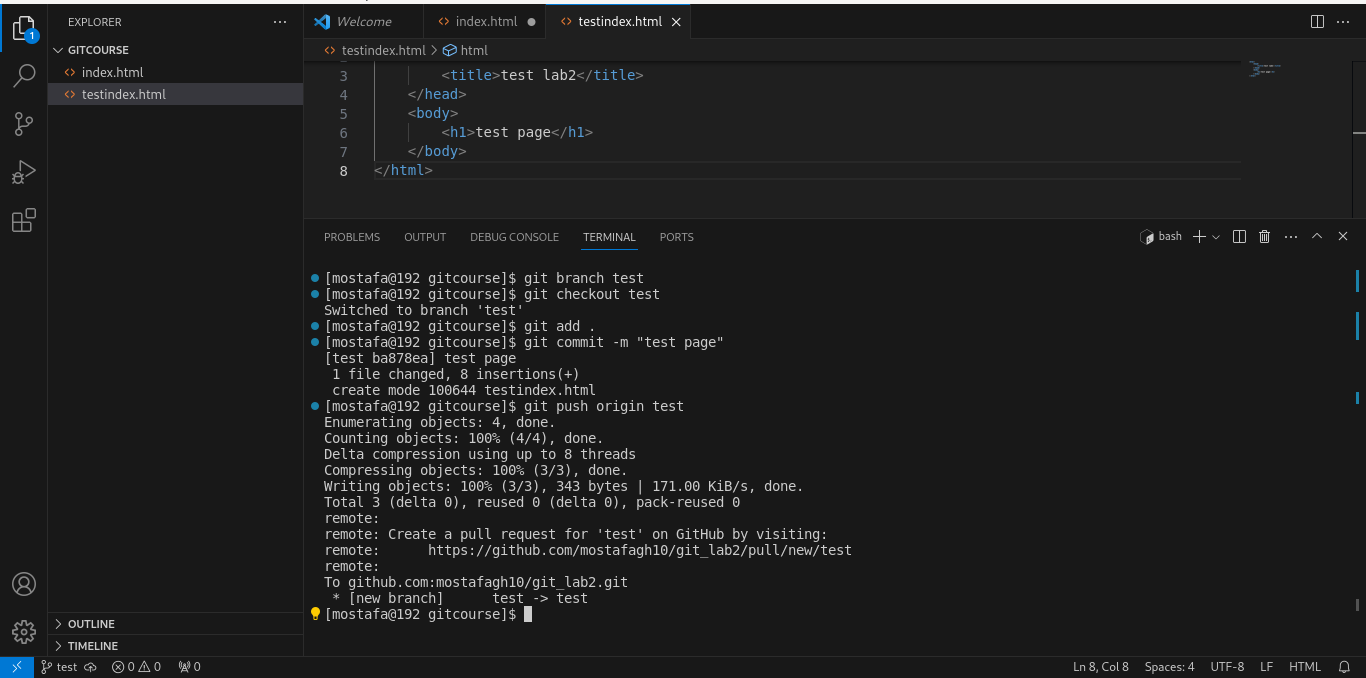 EXPLORER
GITCOURSE
index.html
testindex.html
OUTLINE
TIMELINE
1
Welcome
index.html
testindex.html
testindex.html > html
3 <title>test lab2</title>
4 </head>
5 <body>
6 <h1>test page</h1>
7 </body>
8 </html>
PROBLEMS OUTPUT DEBUG CONSOLE TERMINAL PORTS
bash
[mostafa@192 gitcourse]$ git branch test
[mostafa@192 gitcourse]$ git checkout test
Switched to branch 'test'
[mostafa@192 gitcourse]$ git add .
[mostafa@192 gitcourse]$ git commit -m "test page"
[test ba878ea] test page
1 file changed, 8 insertions(+)
create mode 100644 testindex.html
[mostafa@192 gitcourse]$ git push origin test
Enumerating objects: 4, done.
Counting objects: 100% (4/4), done.
Delta compression using up to 8 threads
Compressing objects: 100% (3/3), done.
Writing objects: 100% (3/3), 343 bytes | 171.00 KiB/s, done.
Total 3 (delta 0), reused 0 (delta 0), pack-reused 0
remote:
remote: Create a pull request for 'test' on GitHub by visiting:
remote: https://github.com/mostafagh10/git_lab2/pull/new/test
remote:
To github.com:mostafagh10/git_lab2.git
* [new branch] test -> test
[mostafa@192 gitcourse]$
test 0 0 0 Ln 8, Col 8 Spaces: 4 UTF-8 LF HTML